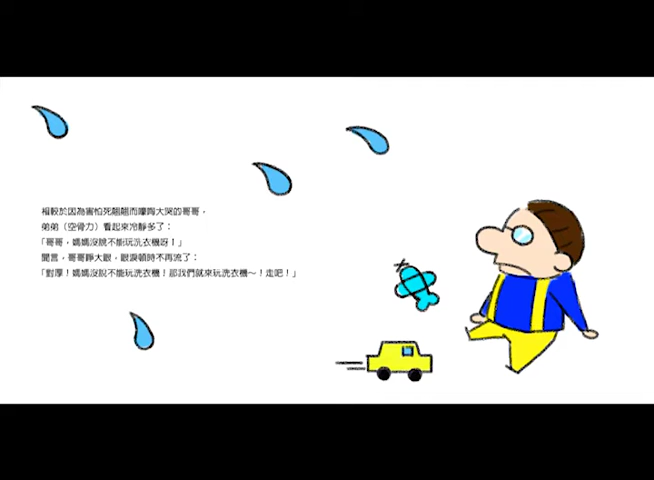 相較於因為害怕死翹翹而嚎啕大哭的哥哥，
弟弟（空骨力）看起來冷靜多了：
「哥哥，媽媽沒說不能玩洗衣機呀！」
聞言，哥哥睜大眼，眼淚頓時不再流了：
「對厚！媽媽沒說不能玩洗衣機！那我們就來玩洗衣機～！走吧！」